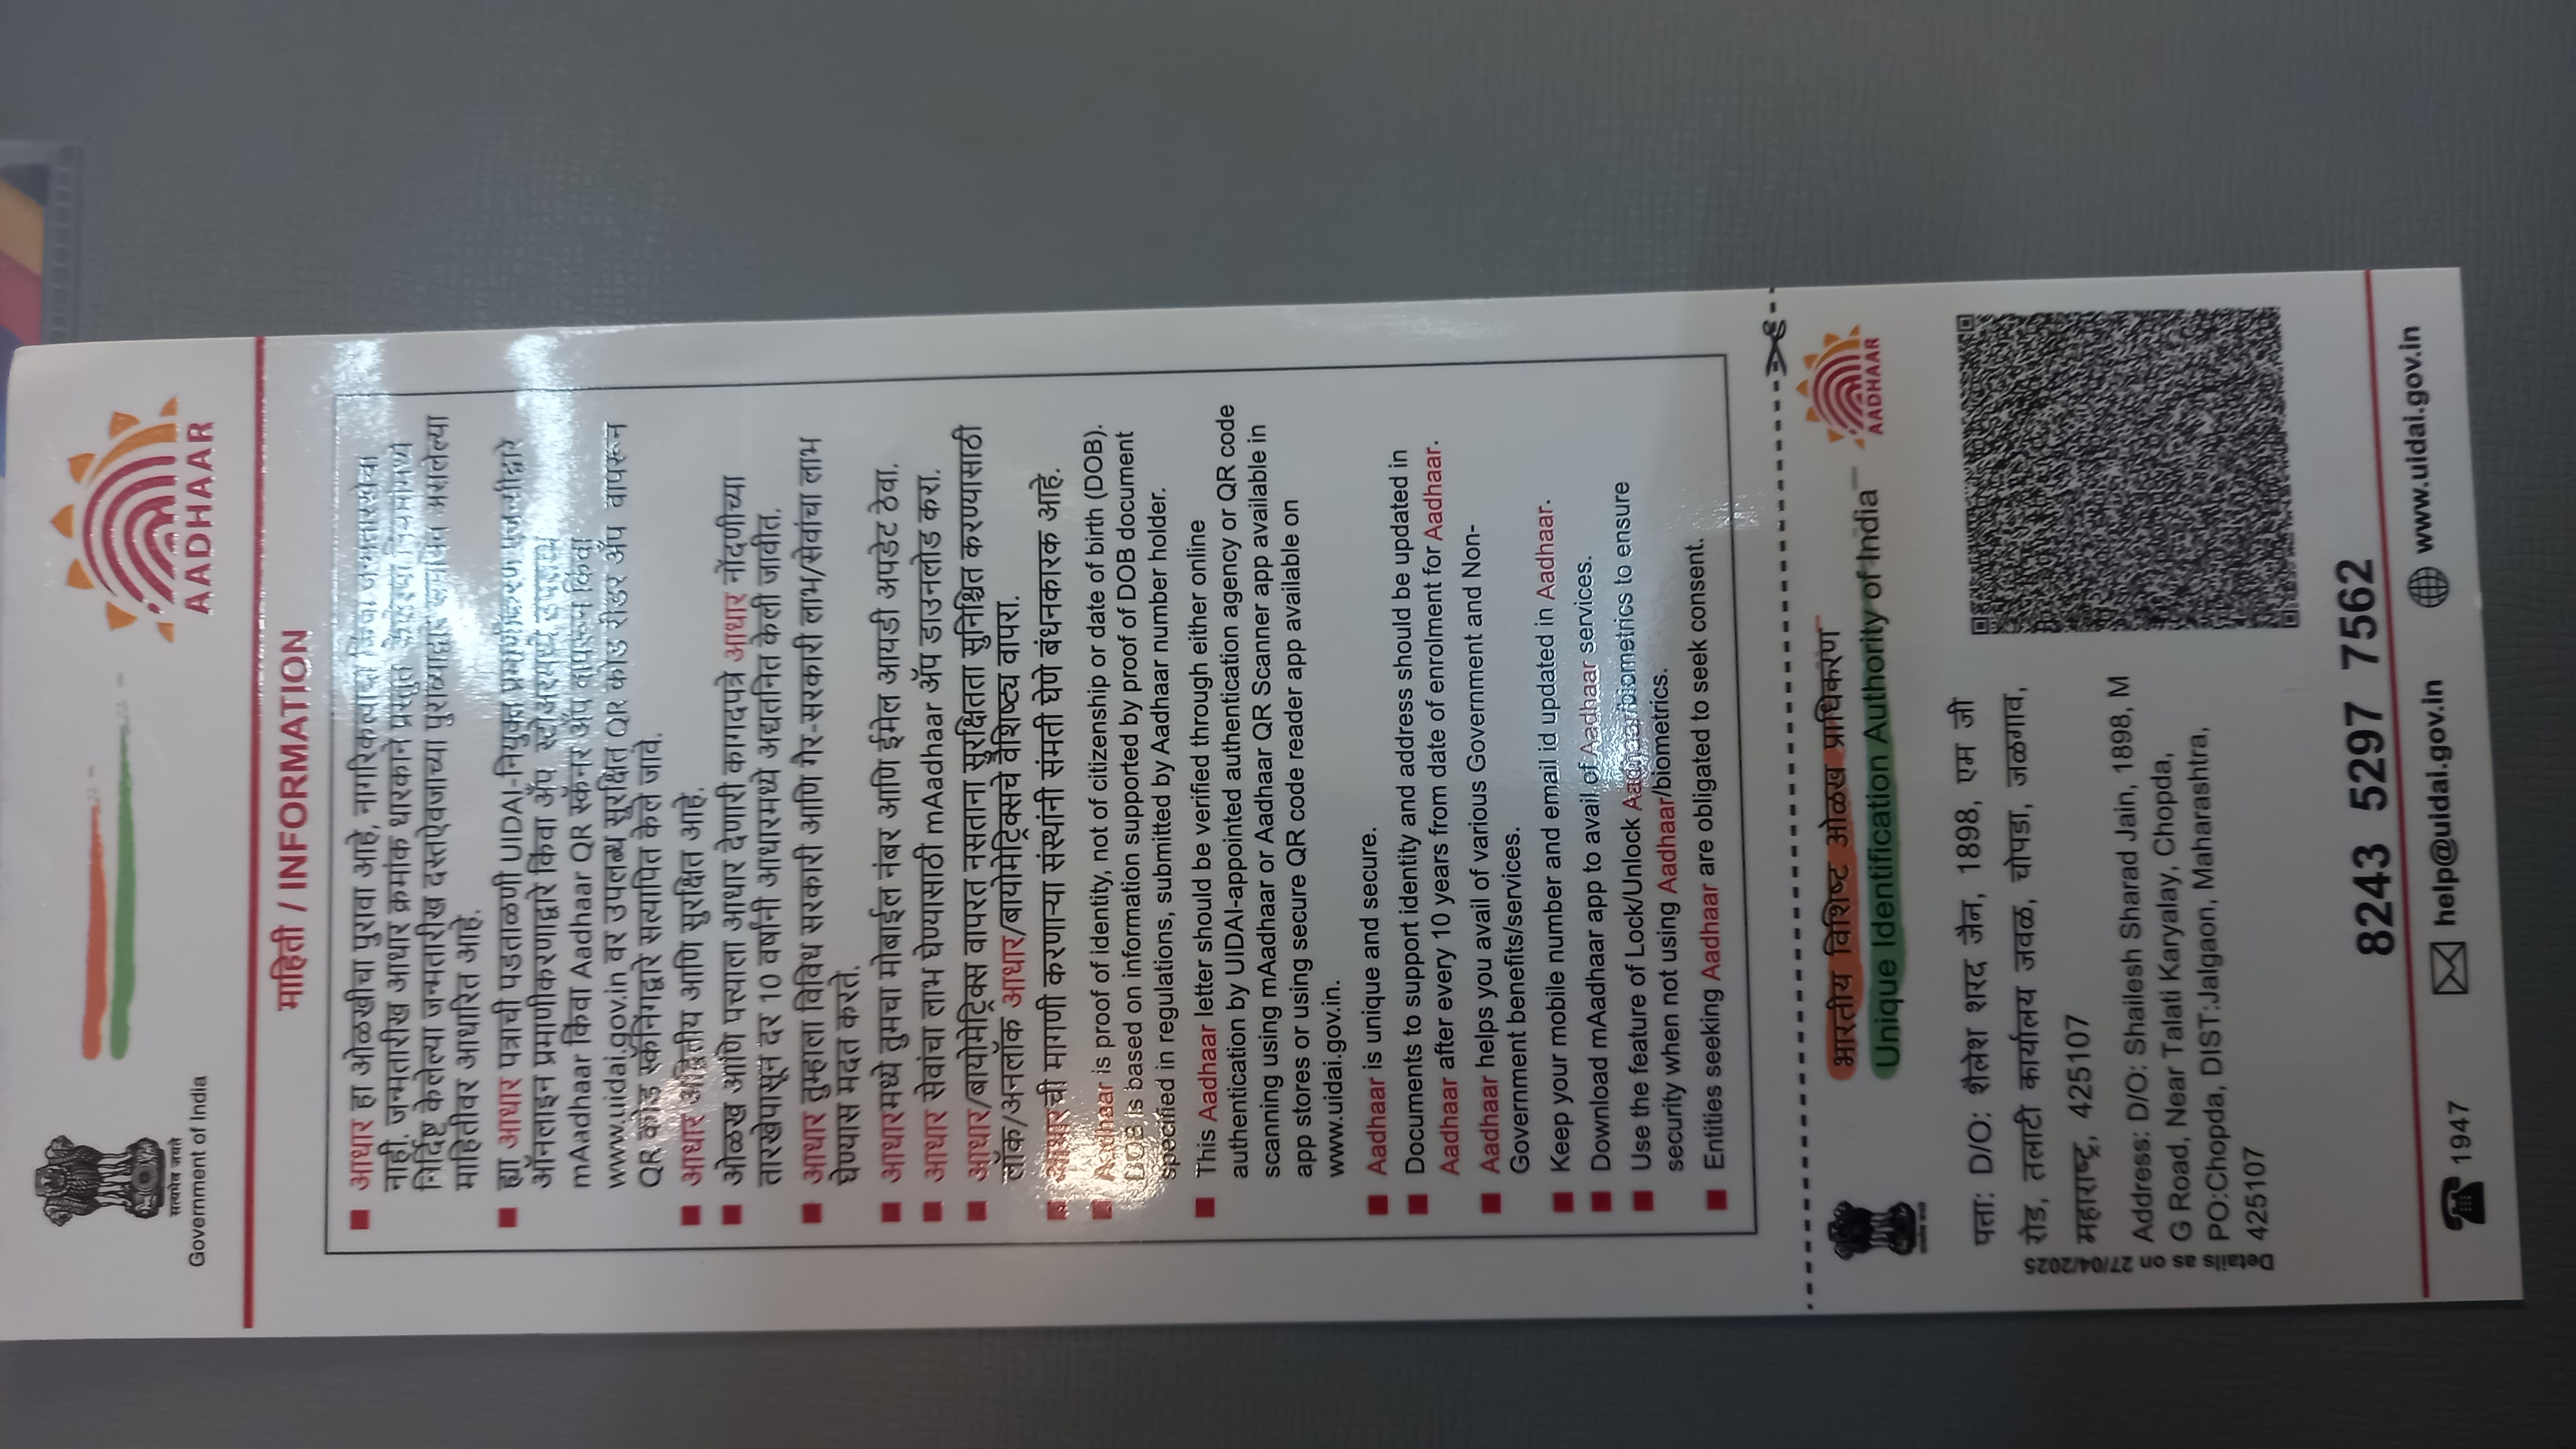 सत्यमेव जयते
Government of India
AADHAAR
माहिती / INFORMATION
आधार हा ओळखीचा पुरावा आहे, नागरिकत्वाचा किंवा जन्मतारखेचा
नाही. जन्मतारीख आधार क्रमांक धारकाने प्रस्तुत
निर्दिष्ट केलेल्या जन्मतारीख दस्तऐवजाच्या पुराव्याद्वारे समर्थित असलेल्या
माहितीवर आधारित आहे.
ह्या आधार पत्राची पडताळणी UIDAI-नियुक्त प्रमाणीकरण एजन्सीद्वारे
ऑनलाइन प्रमाणीकरणाद्वारे किंवा ॲप स्टोअरमध्ये उपलब्ध
mAadhaar किंवा Aadhaar QR स्कॅनर ॲप वापरून किंवा
www.uidai.gov.in वर उपलब्ध सुरक्षित QR कोड रीडर ॲप वापरून
QR कोड स्कॅनिंगद्वारे सत्यापित केले जावे.
आधार अद्वितीय आणि सुरक्षित आहे.
ओळख आणि पत्त्याला आधार देणारी कागदपत्रे आधार नोंदणीच्या
तारखेपासून दर 10 वर्षांनी आधारमध्ये अद्यतनित केली जावीत.
आधार तुम्हाला विविध सरकारी आणि गैर-सरकारी लाभ/सेवांचा लाभ
घेण्यास मदत करते.
आधारमध्ये तुमचा मोबाईल नंबर आणि ईमेल आयडी अपडेट ठेवा.
आधार सेवांचा लाभ घेण्यासाठी mAadhaar ॲप डाउनलोड करा.
आधार/बायोमेट्रिक्स वापरत नसताना सुरक्षितता सुनिश्चित करण्यासाठी
लॉक/अनलॉक आधार/बायोमेट्रिक्सचे वैशिष्ट्य वापरा.
आधारची मागणी करणाऱ्या संस्थांनी संमती घेणे बंधनकारक आहे.
Aadhaar is proof of identity, not of citizenship or date of birth (DOB).
DOB is based on information supported by proof of DOB document
specified in regulations, submitted by Aadhaar number holder.
This Aadhaar letter should be verified through either online
authentication by UIDAI-appointed authentication agency or QR code
scanning using mAadhaar or Aadhaar QR Scanner app available in
app stores or using secure QR code reader app available on
www.uidai.gov.in.
Aadhaar is unique and secure.
Documents to support identity and address should be updated in
Aadhaar after every 10 years from date of enrolment for Aadhaar.
Aadhaar helps you avail of various Government and Non-
Government benefits/services.
Keep your mobile number and email id updated in Aadhaar.
Download mAadhaar app to avail of Aadhaar services.
Use the feature of Lock/Unlock Aadhaar/biometrics to ensure
security when not using Aadhaar/biometrics.
Entities seeking Aadhaar are obligated to seek consent.
भारतीय विशिष्ट ओळख प्राधिकरण
Unique Identification Authority of India
AADHAAR
Details as on 27/04/2025
पत्ता: D/O: शैलेश शरद जैन, 1898, एम जी
रोड, तलाटी कार्यालय जवळ, चोपडा, जळगाव,
महाराष्ट्र, 425107
Address: D/O: Shailesh Sharad Jain, 1898, M
G Road, Near Talati Karyalay, Chopda,
PO:Chopda, DIST:Jalgaon, Maharashtra,
425107
8243 5297 7562
1947
help@uidai.gov.in
www.uidai.gov.in